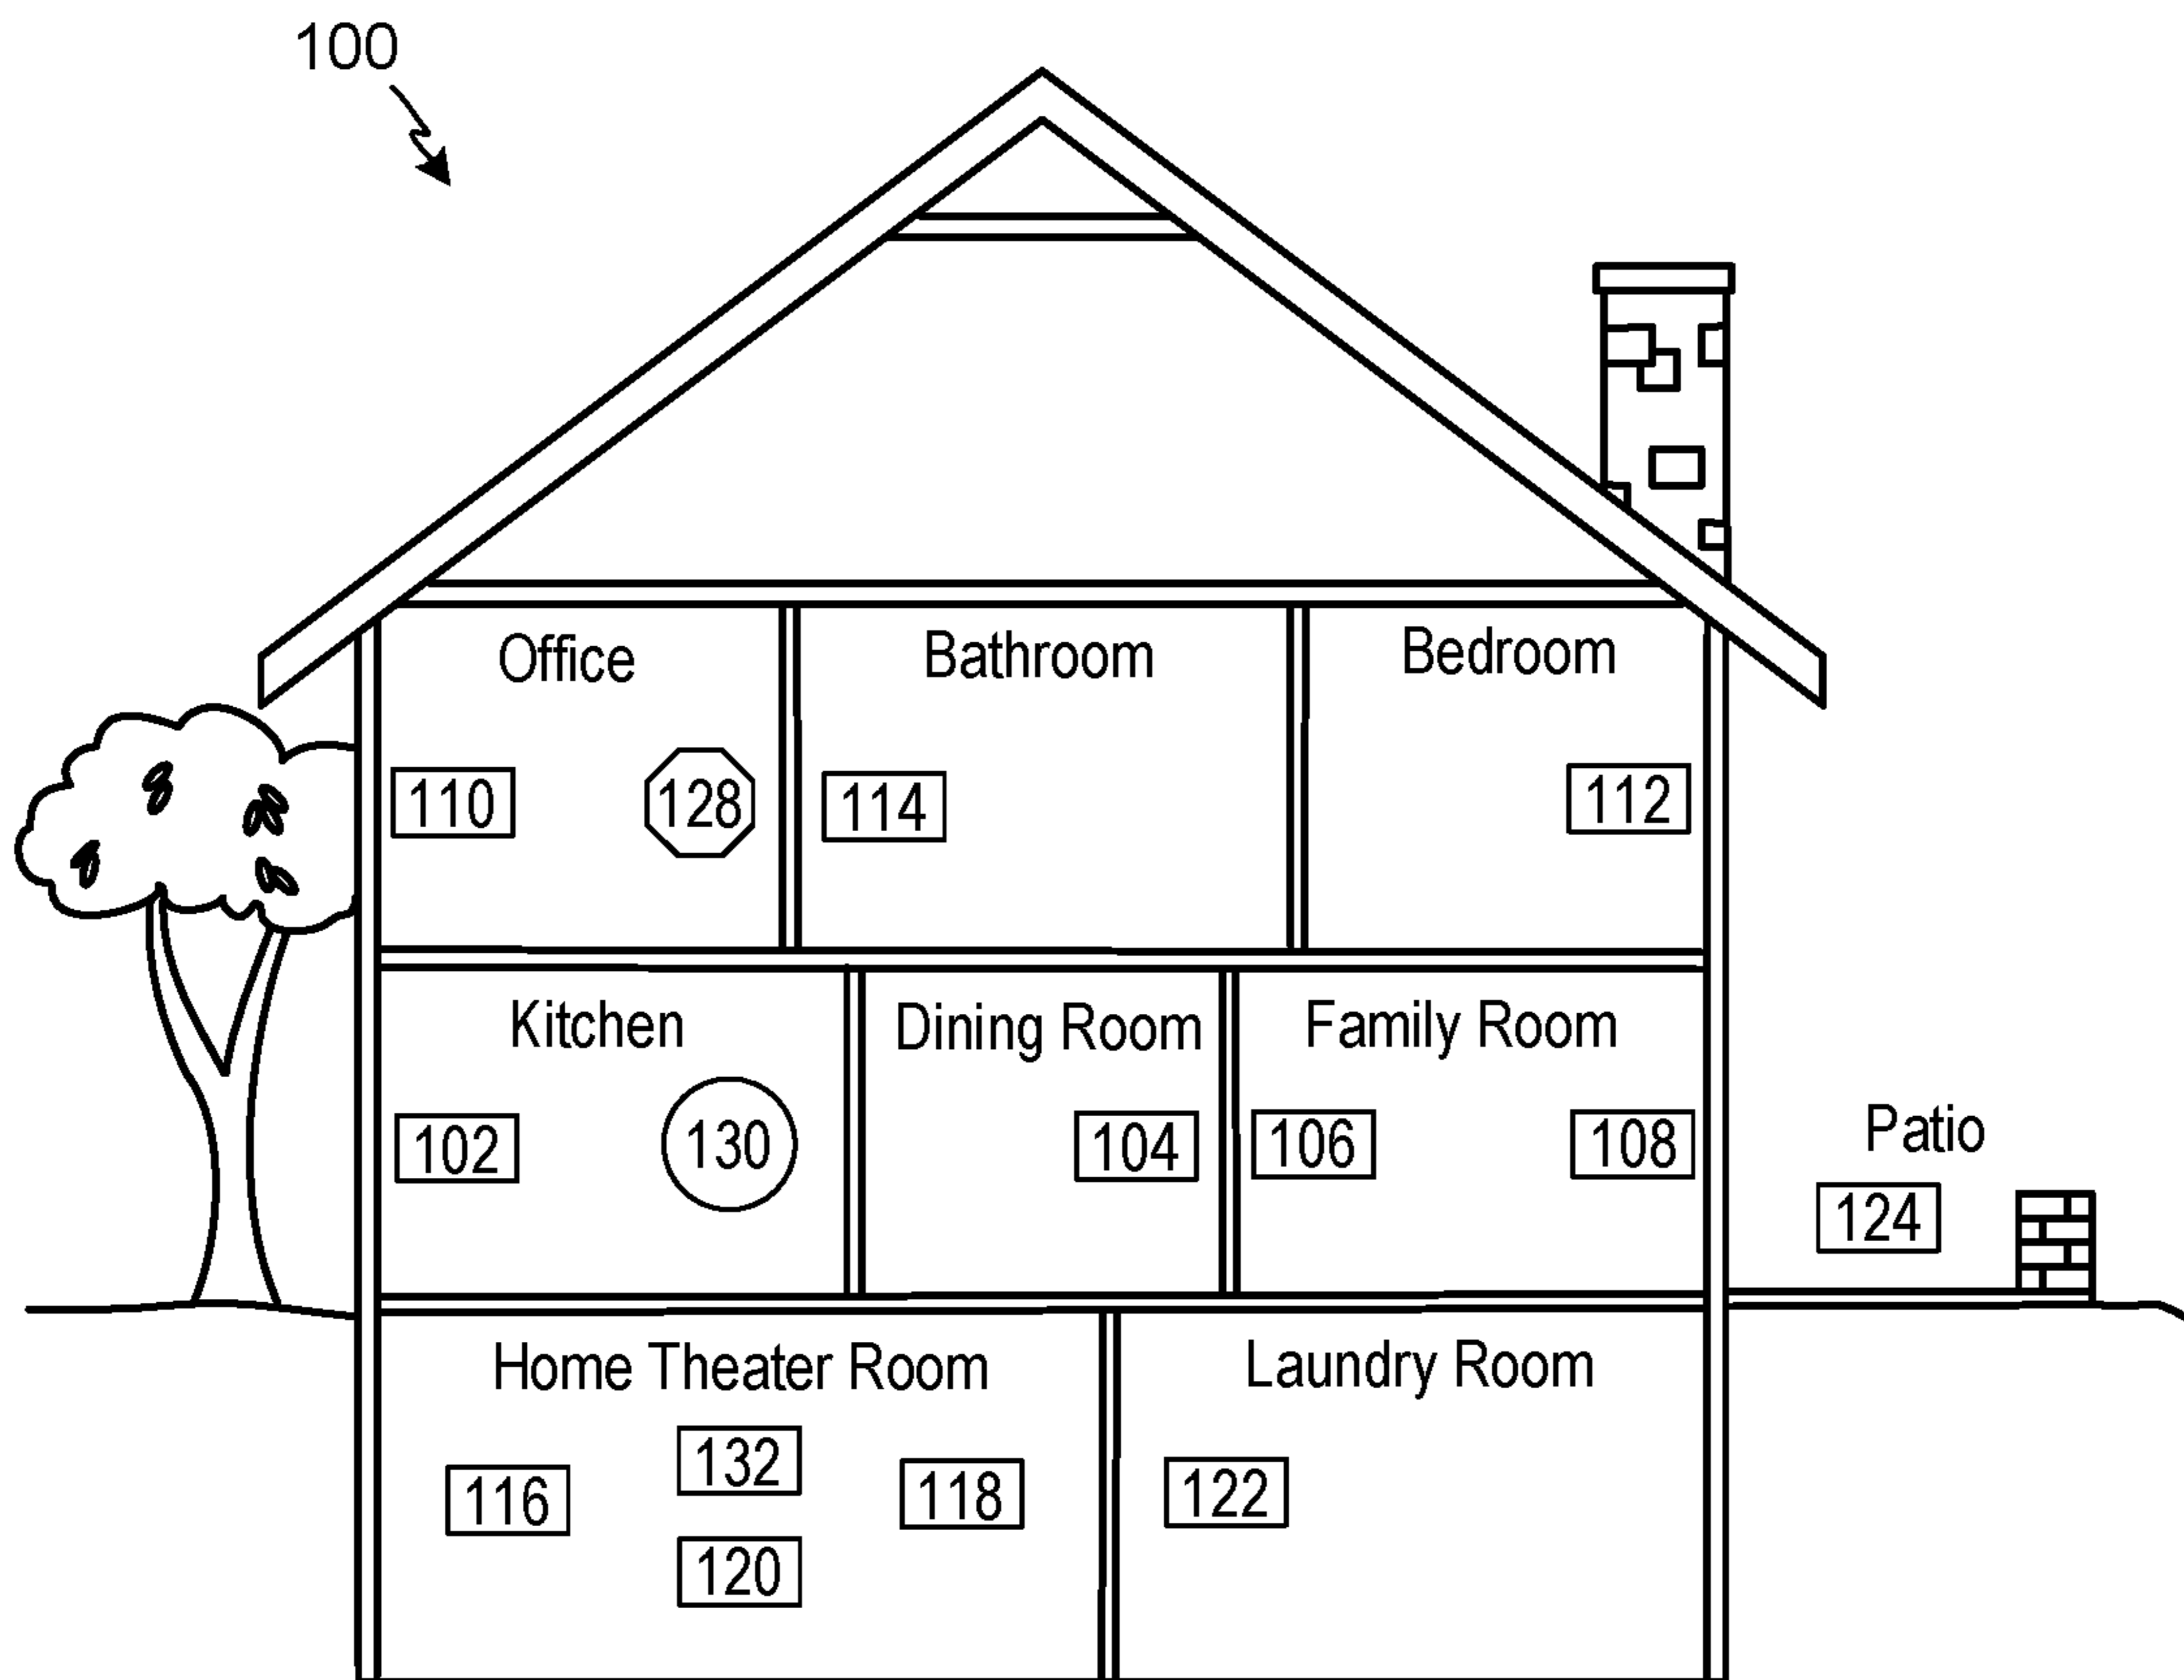 100
Office Bathroom Bedroom
110 128 114 112
Kitchen Dining Room Family Room
102 130 104 106 108
Patio
124
Home Theater Room Laundry Room
132
116 118 122
120